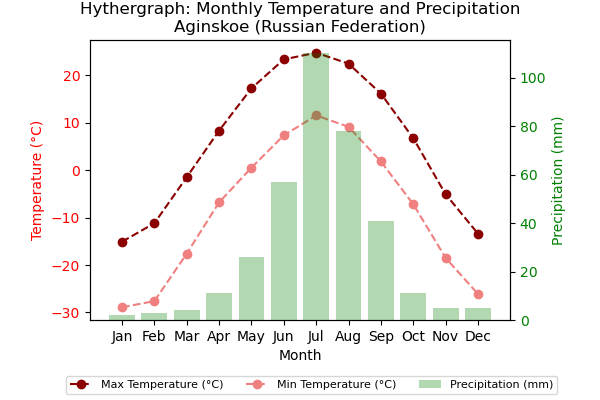 Hythergraph: Monthly Temperature and Precipitation
Aginskoe (Russian Federation)
Temperature (°C)
20
10
0
−10
−20
−30
100
80
60
40
20
0
Precipitation (mm)
Jan Feb Mar Apr May Jun Jul Aug Sep Oct Nov Dec
Month
Max Temperature (°C) Min Temperature (°C) Precipitation (mm)